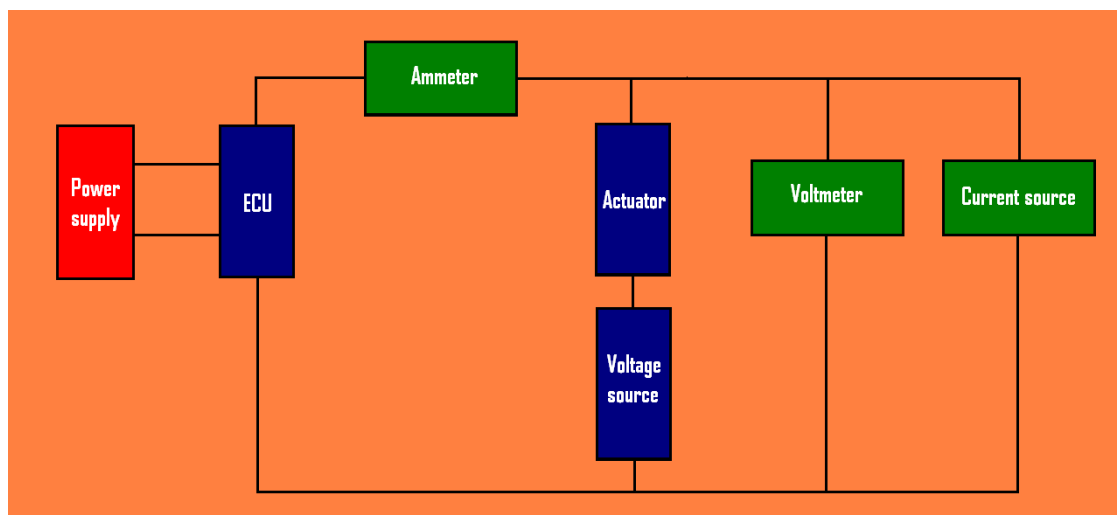 Ammeter
Power
supply
ECU
Actuator
Voltmeter
Current source
Voltage
source